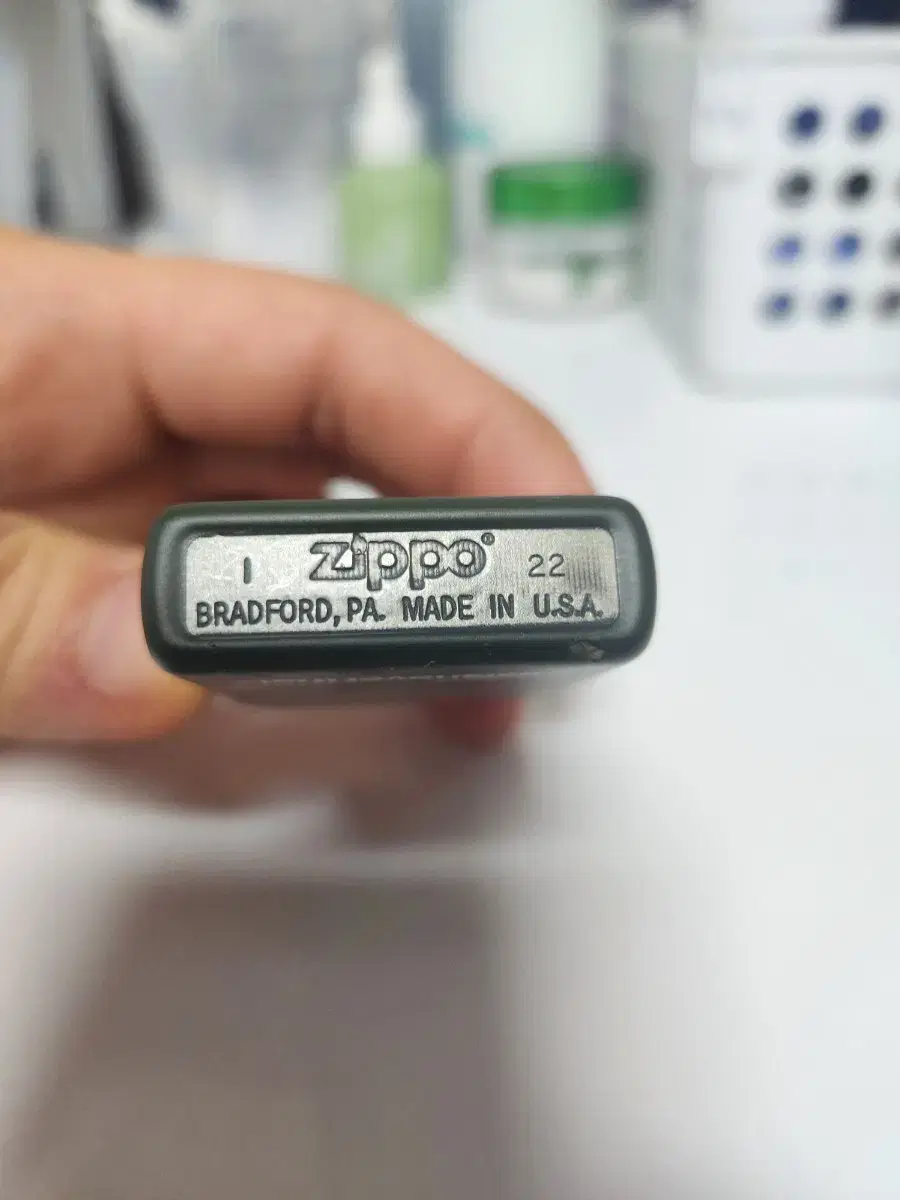 I zippo® 22
BRADFORD, PA. MADE IN U.S.A.